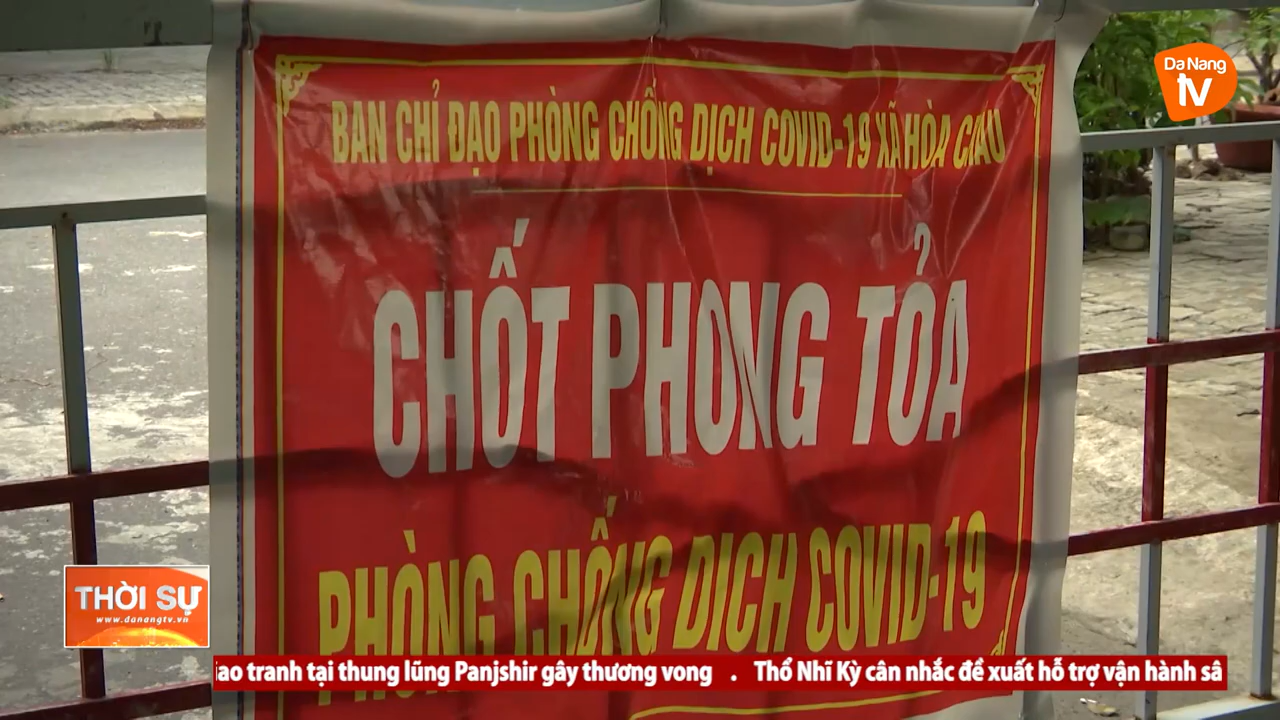 Da Nang
tv
BAN CHỈ ĐẠO PHÒNG CHỐNG DỊCH COVID-19 XÃ HÒA CHÂU
CHỐT PHONG TỎA
PHÒNG CHỐNG DỊCH COVID-19
THỜI SỰ
www.danangtv.vn
ao tranh tại thung lũng Panjshir gây thương vong . Thổ Nhĩ Kỳ cân nhắc đề xuất hỗ trợ vận hành sâ